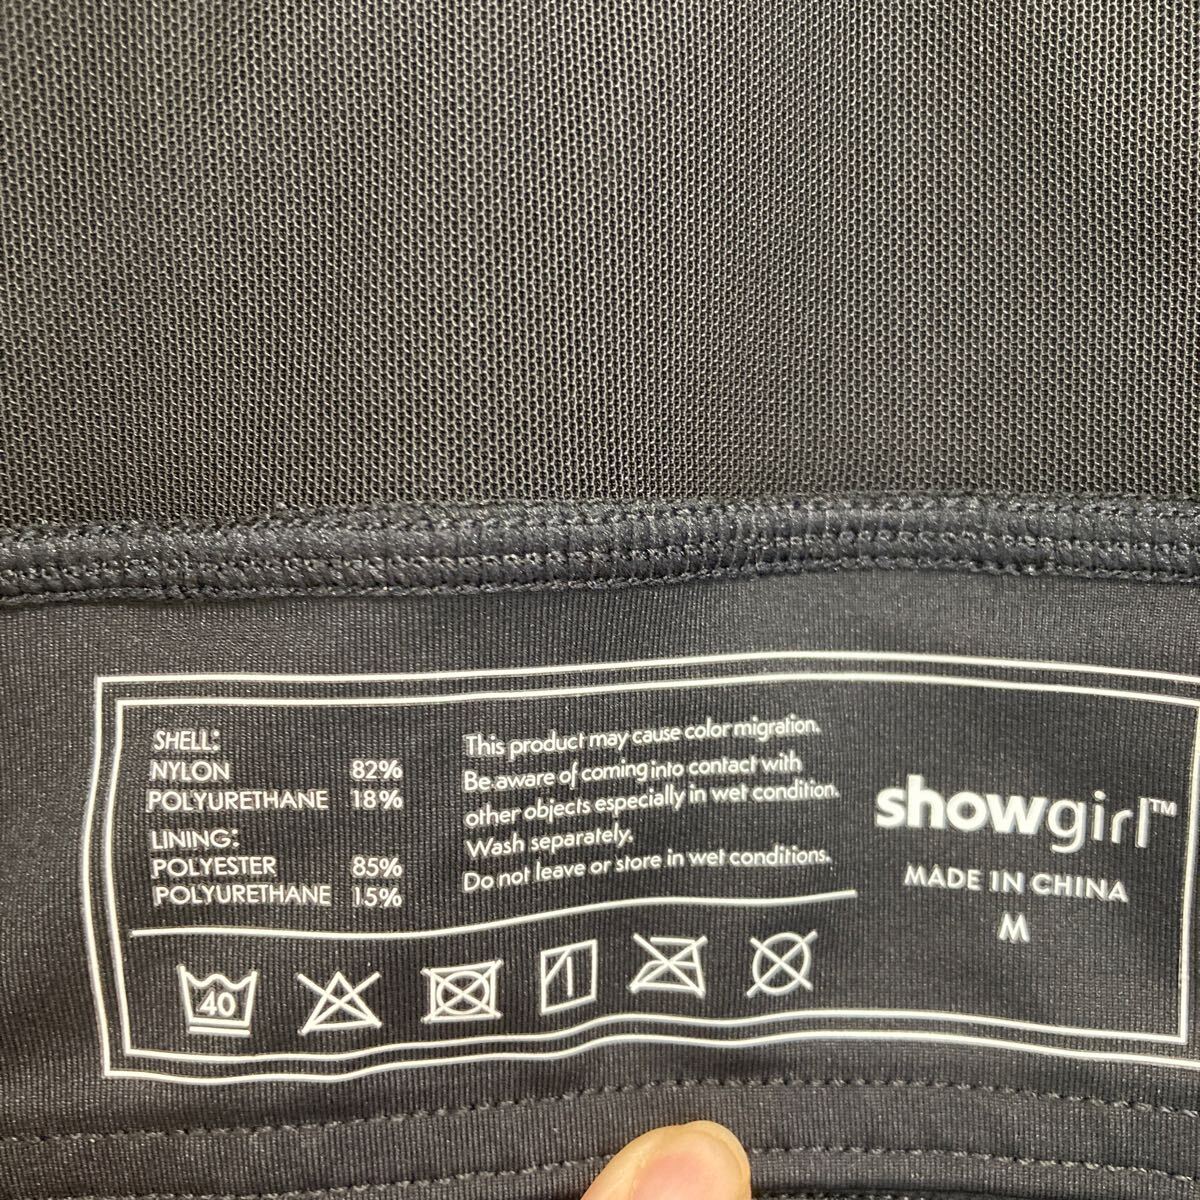 SHELL:
NYLON 82%
POLYURETHANE 18%
LINING:
POLYESTER 85%
POLYURETHANE 15%
This product may cause color migration.
Be aware of coming into contact with
other objects especially in wet condition.
Wash separately.
Do not leave or store in wet conditions.
40
showgirl™
MADE IN CHINA
M